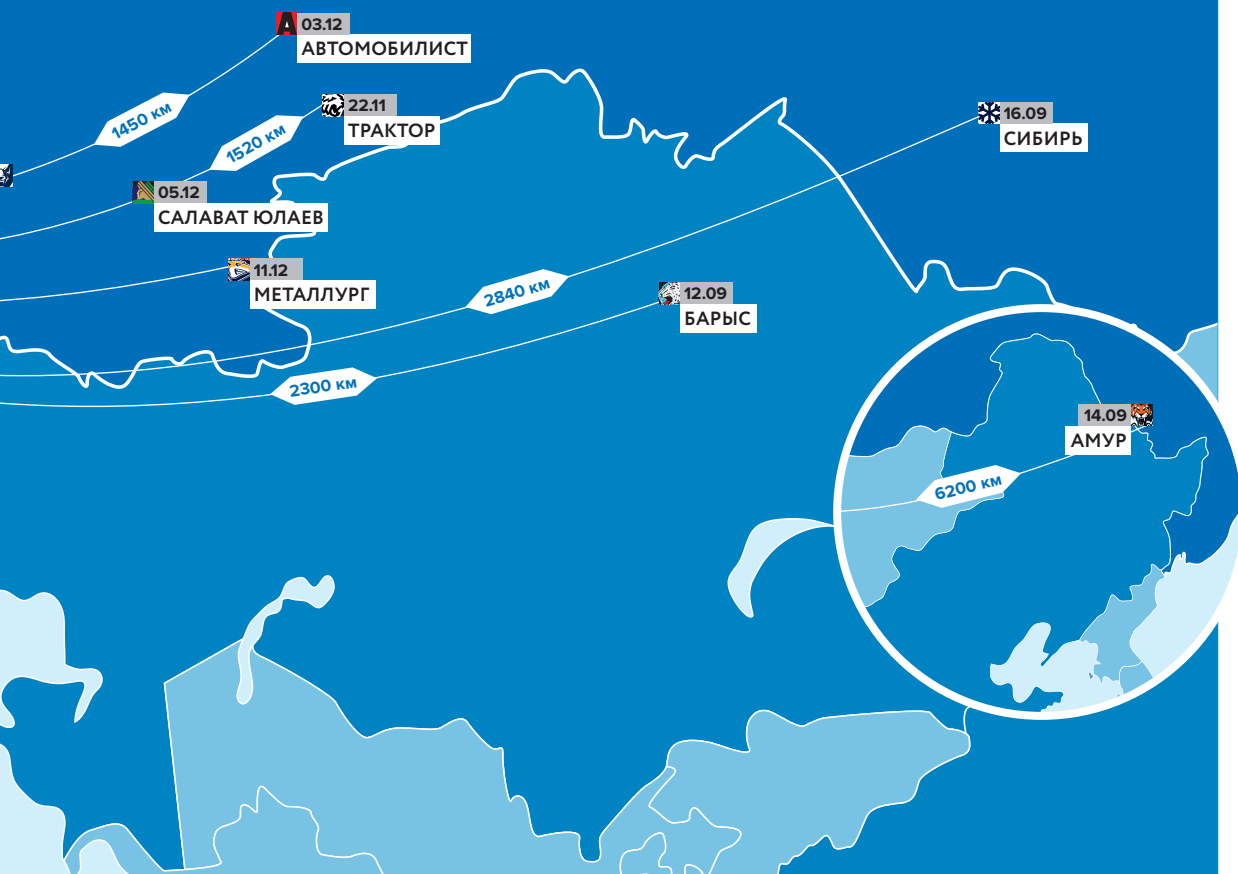 03.12
АВТОМОБИЛИСТ
1450 км
22.11
ТРАКТОР
1520 км
16.09
СИБИРЬ
05.12
САЛАВАТ ЮЛАЕВ
11.12
МЕТАЛЛУРГ
2840 км
12.09
БАРЫС
2300 км
14.09
АМУР
6200 км